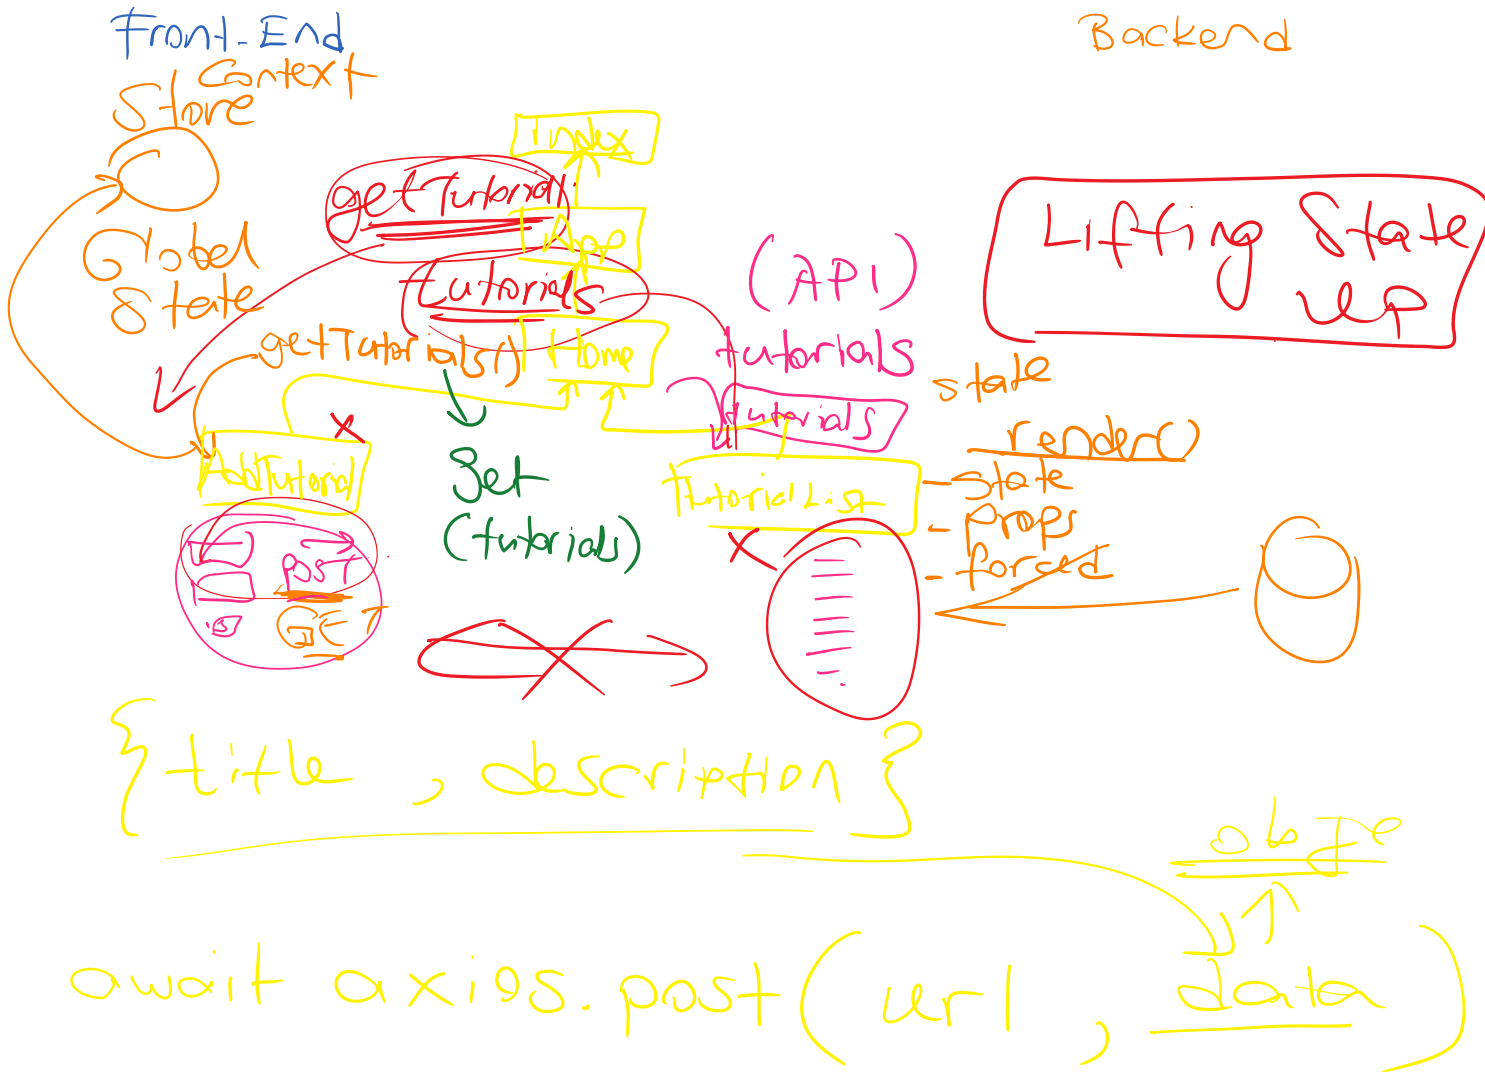 Front-End
Backend
Context
Store
Index
getTutorial
App
Lifting State
up
Global
State
(API)
tutorials
getTutorials()
Home
tutorials
state
tutorials
render()
AddTutorial
Set
(tutorials)
TutorialList
- state
- props
- forced
POST
GET
{ title , description }
obje
await axios.post( url , data )